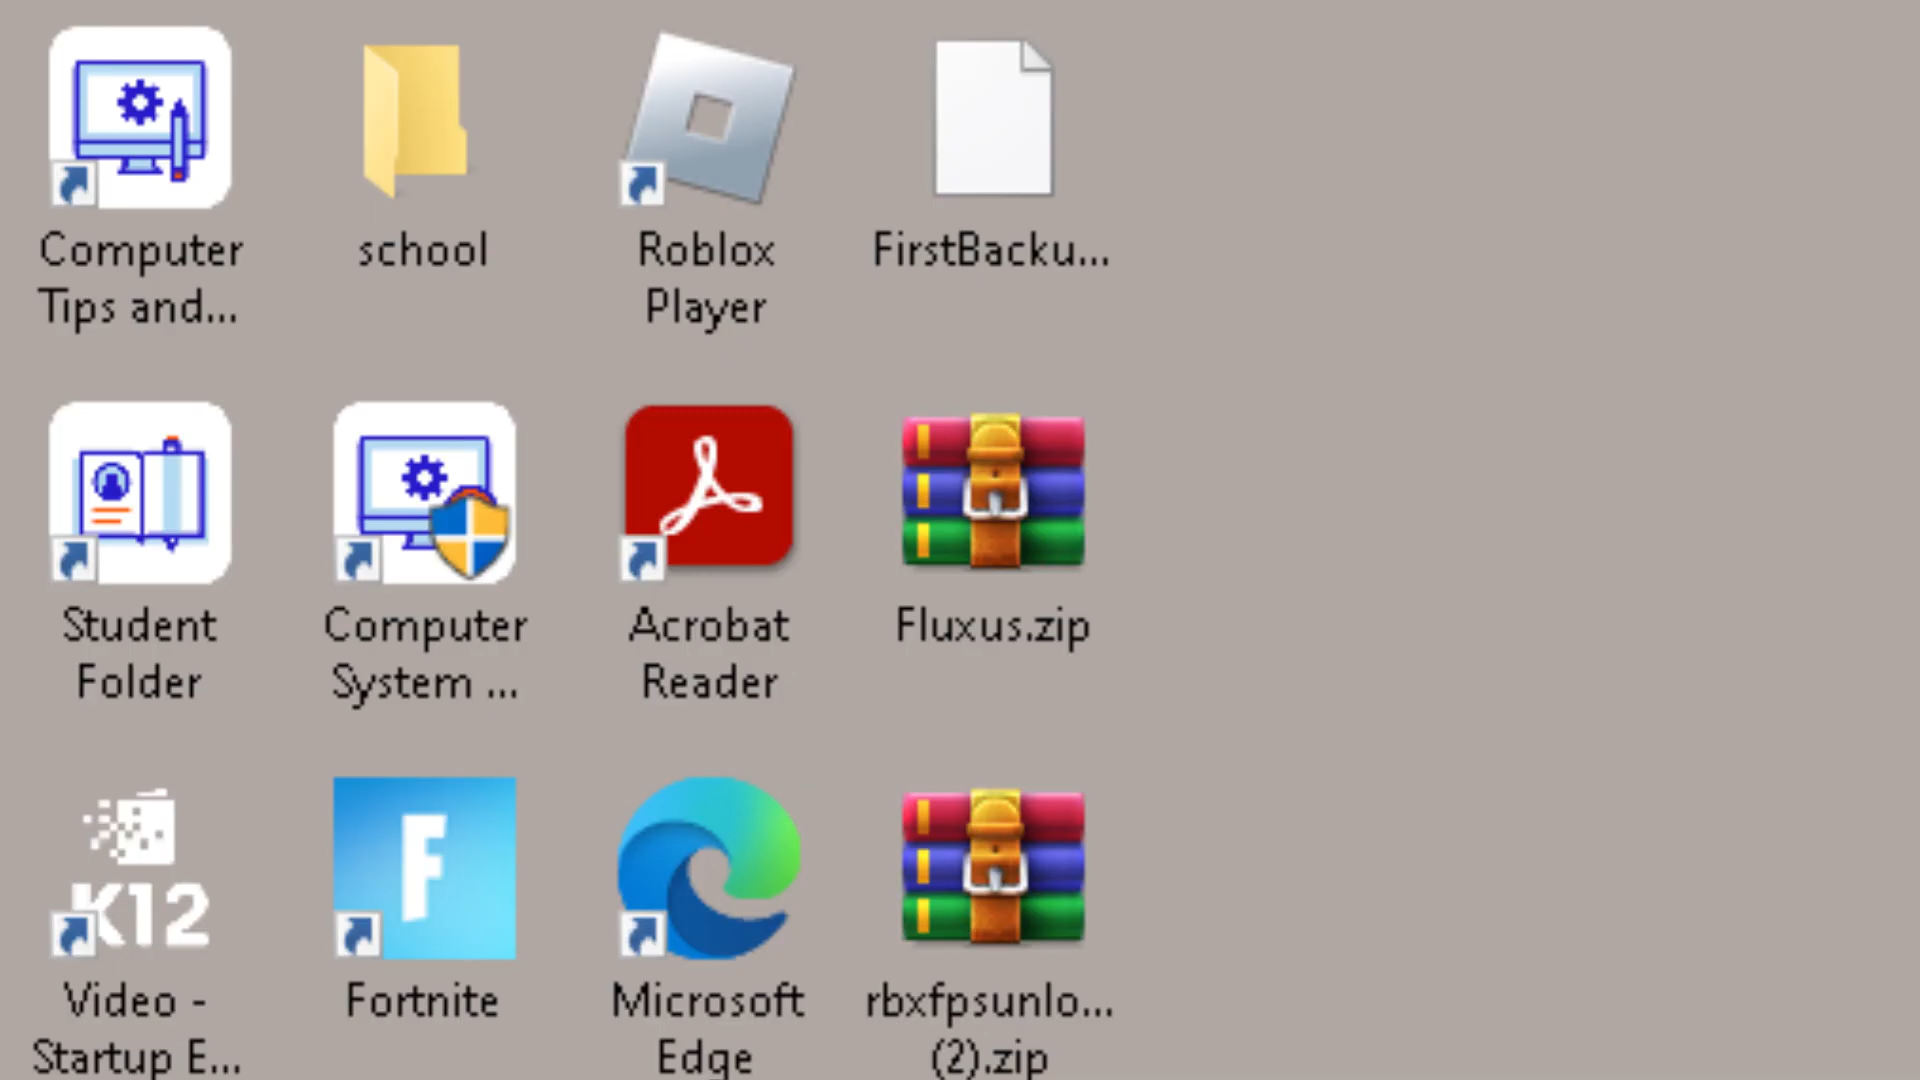 Computer
Tips and...
school
Roblox
Player
FirstBacku...
Student
Folder
Computer
System ...
Acrobat
Reader
Fluxus.zip
K12
Video -
Startup E...
F
Fortnite
Microsoft
Edge
rbxfpsunlo...
(2).zip